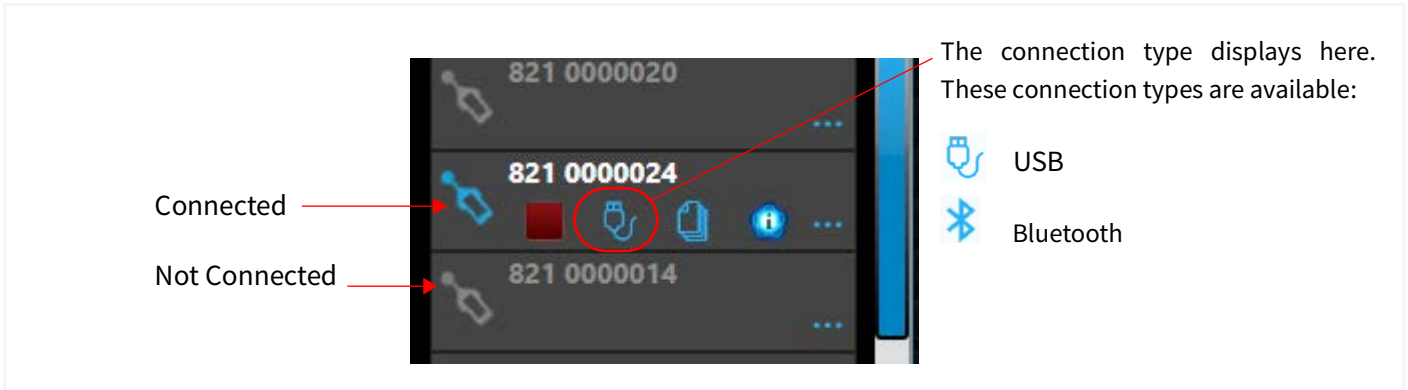 The connection type displays here.
These connection types are available:
821 0000020
...
USB
821 0000024
Connected
i
...
Bluetooth
Not Connected
821 0000014
...